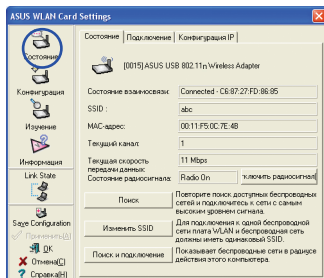 ASUS WLAN Card Settings
Состояние
Конфигурация
Изучение
Информация
Link State
Saye Configuration
Применить(А)
OK
Отмена(С)
Справка(Н)
Состояние Подключение Конфигурация IP
[0015] ASUS USB 802.11n Wireless Adapter
Состояние взаимосвязи: Connected - C6:87:27:FD:86:85
SSID : abc
MAC-адрес: 00:11:F5:0C:7E:4B
Текущий канал: 1
Текущая скорость передачи данных: 11 Mbps
Состояние радиосигнала: Radio On ключить радиосигнал
Поиск
Повторите поиск доступных беспроводных
сетей и подключитесь к сети с самым
высоким уровнем сигнала.
Изменить SSID
Для подключения к одной беспроводной
сети плата WLAN и беспроводная сеть
должны иметь одинаковый SSID.
Поиск и подключение
Показывает беспроводные сети в радиусе
действия этого компьютера.